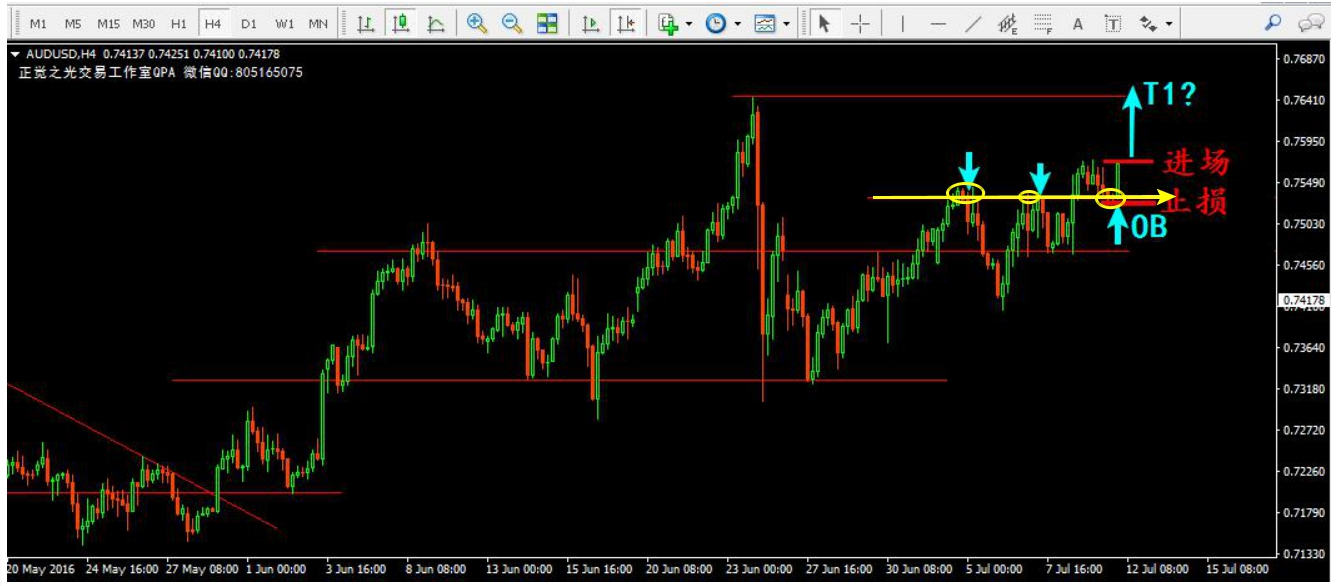 M1 M5 M15 M30 H1 H4 D1 W1 MN E F A T
AUDUSD,H4 0.74137 0.74251 0.74100 0.74178
正觉之光交易工作室QPA 微信QQ:805165075
0.76870
T1?
0.76410
0.75950
进场
0.75490
止损
0.75030
OB
0.74560
0.74178
0.73640
0.73180
0.72720
0.72260
0.71790
0.71330
20 May 2016 24 May 16:00 27 May 08:00 1 Jun 00:00 3 Jun 16:00 8 Jun 08:00 13 Jun 00:00 15 Jun 16:00 20 Jun 08:00 23 Jun 00:00 27 Jun 16:00 30 Jun 08:00 5 Jul 00:00 7 Jul 16:00 12 Jul 08:00 15 Jul 08:00